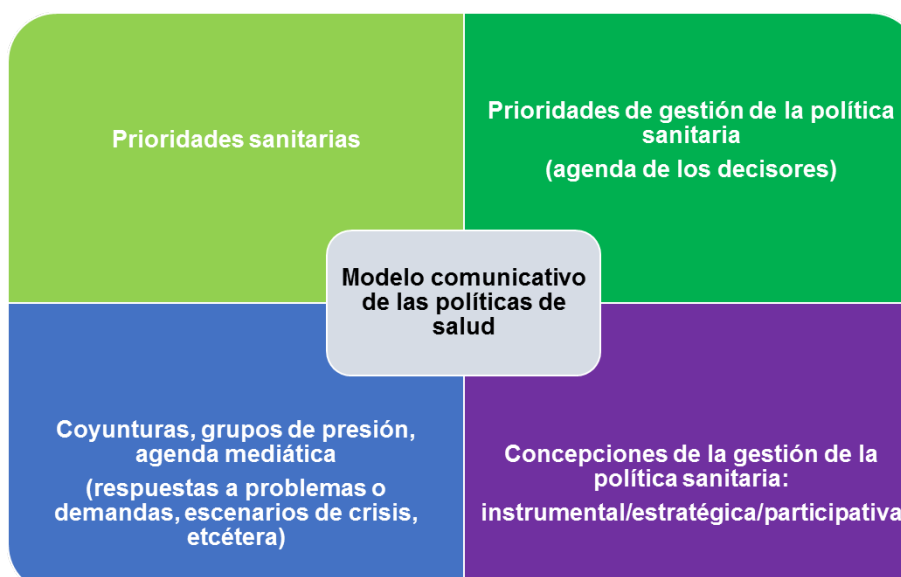 Prioridades sanitarias
Prioridades de gestión de la política
sanitaria
(agenda de los decisores)
Modelo comunicativo
de las políticas de
salud
Coyunturas, grupos de presión,
agenda mediática
(respuestas a problemas o
demandas, escenarios de crisis,
etcétera)
Concepciones de la gestión de la
política sanitaria:
instrumental/estratégica/participativa